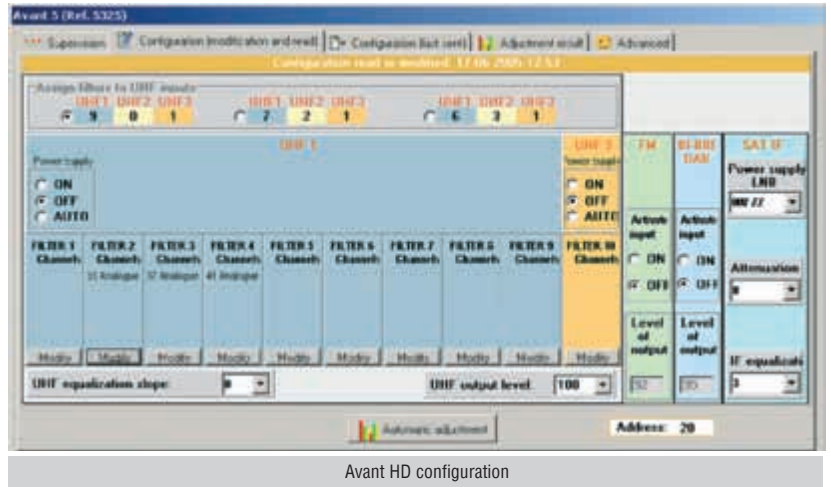 Avant 5 (Ref. 5325)
Supervision Configuration (modification and read) Configuration (last sent) Adjustment result Advanced
Configuration read or modified: 17-06-2005 12:53
Assign filters to UHF inputs
UHF1 UHF2 UHF3 UHF1 UHF2 UHF3 UHF1 UHF2 UHF3
9 0 1 7 2 1 6 3 1
UHF 1 UHF 3 FM BI-BIII DAB SAT IF
Power supply Power supply Power supply LNB
ON ON
OFF OFF
AUTO AUTO
Activate input Activate input
ON ON
OFF OFF
Attenuation
0
FILTER 1 FILTER 2 FILTER 3 FILTER 4 FILTER 5 FILTER 6 FILTER 7 FILTER 8 FILTER 9 FILTER 10
Channels Channels Channels Channels Channels Channels Channels Channels Channels Channels
Analogue 37 Analogue 41 Analogue
Level of output Level of output
Modify Modify Modify Modify Modify Modify Modify Modify Modify Modify
IF equalizati
UHF equalization slope: 0 UHF output level: 100 92 95 3
Automatic adjustment Address: 20
Avant HD configuration